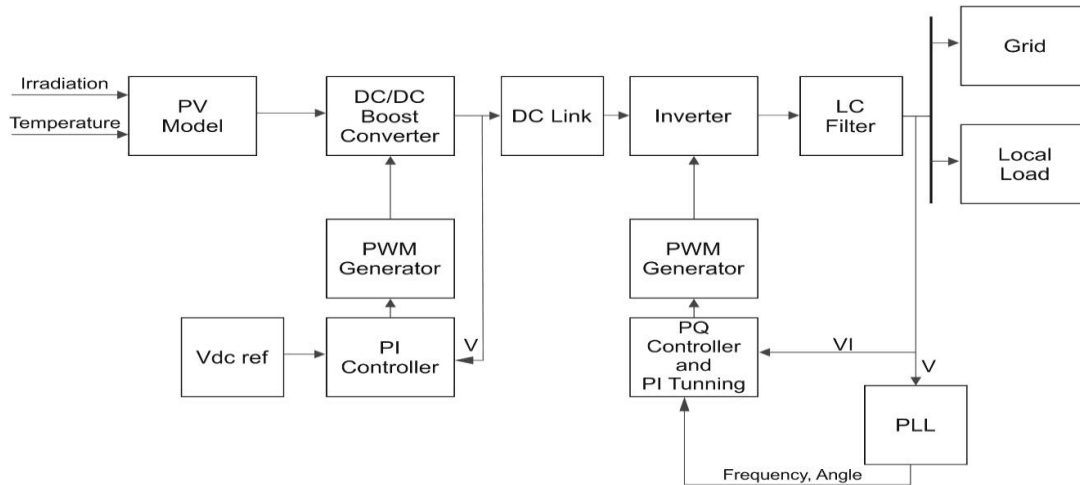 Grid
Irradiation
Temperature
PV
Model
DC/DC
Boost
Converter
DC Link
Inverter
LC
Filter
Local
Load
PWM
Generator
PWM
Generator
Vdc ref
PI
Controller
V
PQ
Controller
and
PI Tunning
VI
V
PLL
Frequency, Angle